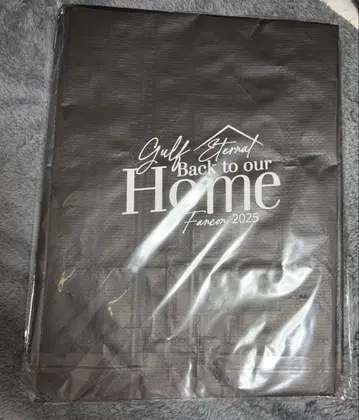 Gulf Eternal
Back to our
Home
Fancon 2025